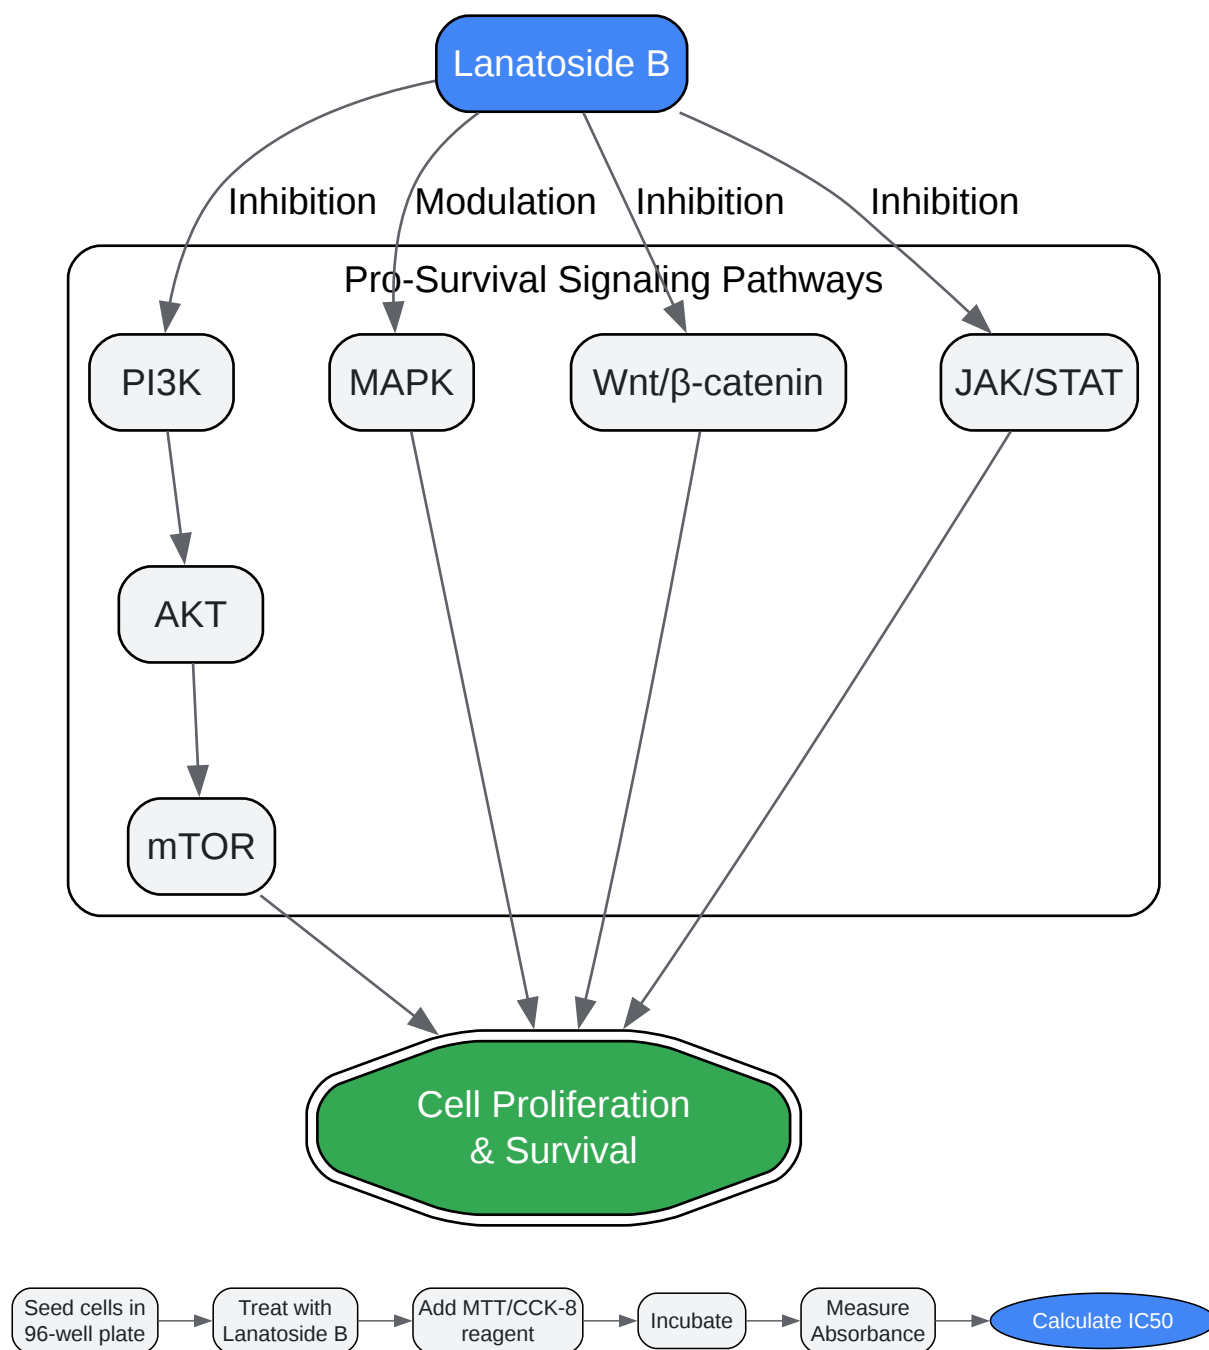 Lanatoside B
Inhibition
Modulation
Inhibition
Inhibition
Pro-Survival Signaling Pathways
PI3K
MAPK
Wnt/β-catenin
JAK/STAT
AKT
mTOR
Cell Proliferation
& Survival
Seed cells in
96-well plate
Treat with
Lanatoside B
Add MTT/CCK-8
reagent
Incubate
Measure
Absorbance
Calculate IC50